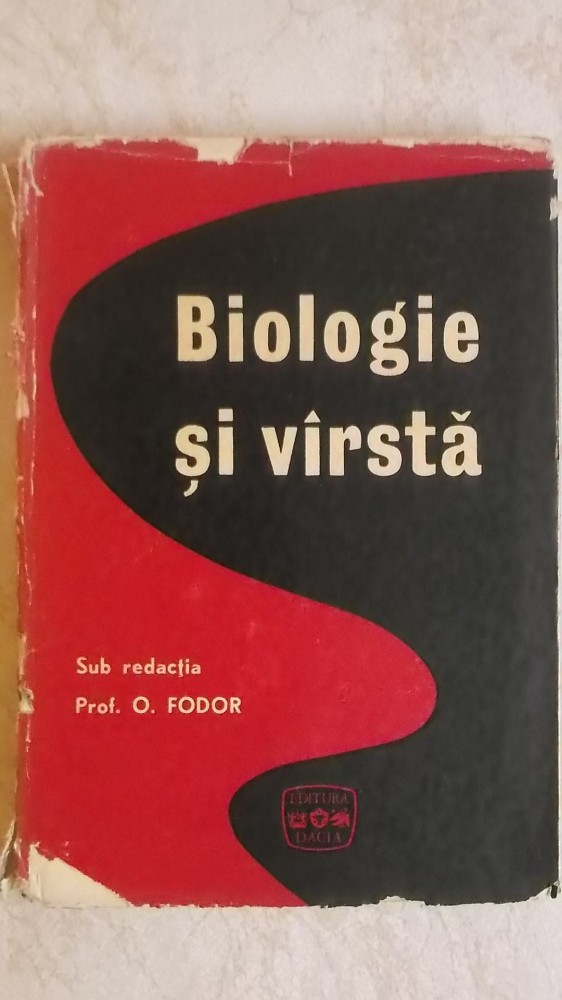 Biologie
și vîrstă
Sub redacția
Prof. O. FODOR
EDITURA
DACIA